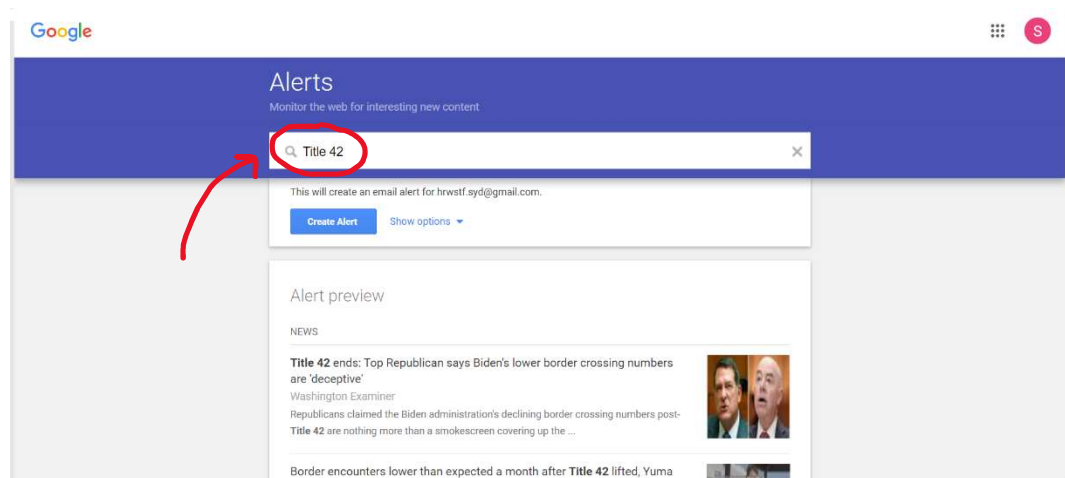 Google
S
Alerts
Monitor the web for interesting new content
Title 42
This will create an email alert for hrwstf.syd@gmail.com.
Create Alert
Show options
Alert preview
NEWS
Title 42 ends: Top Republican says Biden's lower border crossing numbers
are 'deceptive'
Washington Examiner
Republicans claimed the Biden administration's declining border crossing numbers post-
Title 42 are nothing more than a smokescreen covering up the ...
Border encounters lower than expected a month after Title 42 lifted, Yuma